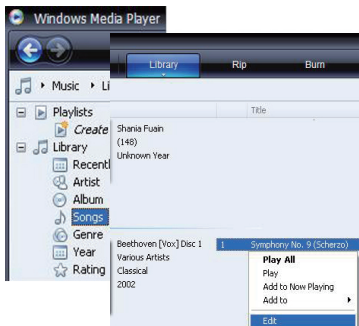 Windows Media Player
Music Li
Playlists
Create
Library
Recentl
Artist
Album
Songs
Genre
Year
Rating
Library Rip Burn
Title
Shania Fuain
(148)
Unknown Year
Beethoven [Vox] Disc 1 1 Symphony No. 9 (Scherzo)
Various Artists
Classical
2002
Play All
Play
Add to Now Playing
Add to
Edit